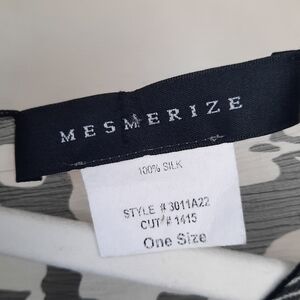 MESMERIZE
100% SILK
STYLE # 3011A22
CUT # 1415
One Size